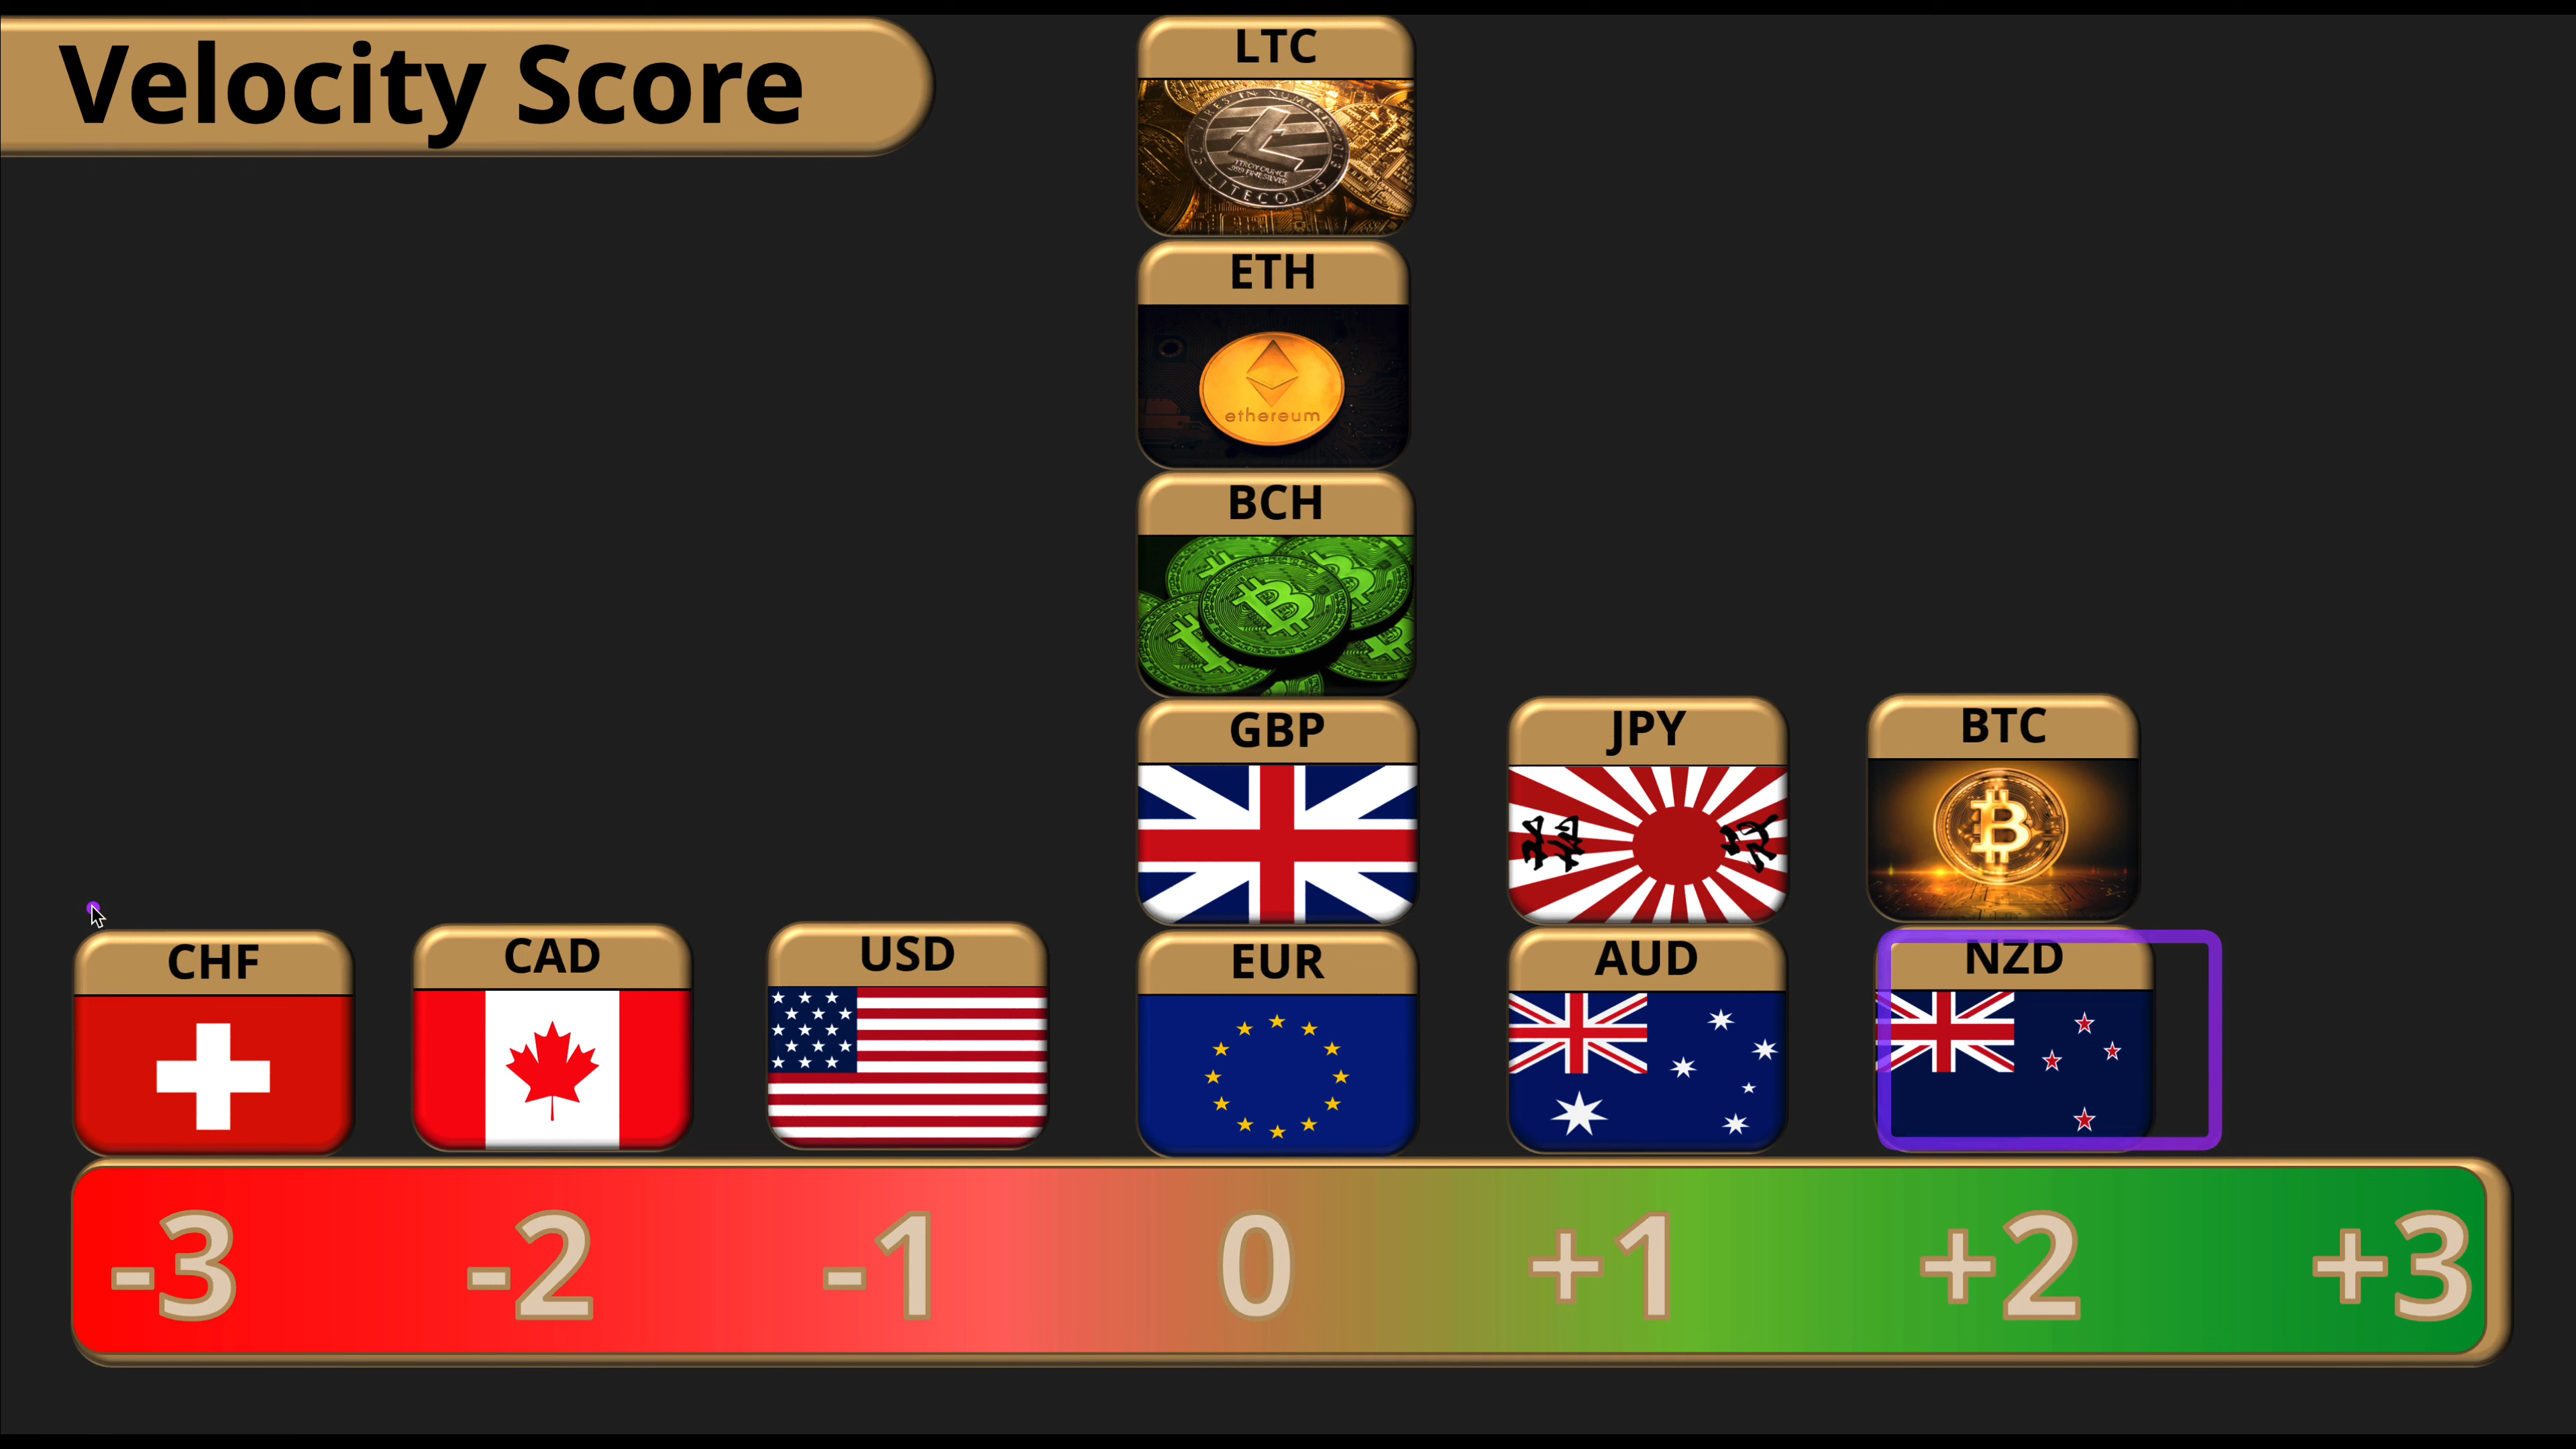 Velocity Score
LTC
LITECOINS
ETH
ethereum
BCH
GBP
JPY
BTC
CHF
CAD
USD
EUR
AUD
NZD
-3 -2 -1 0 +1 +2 +3